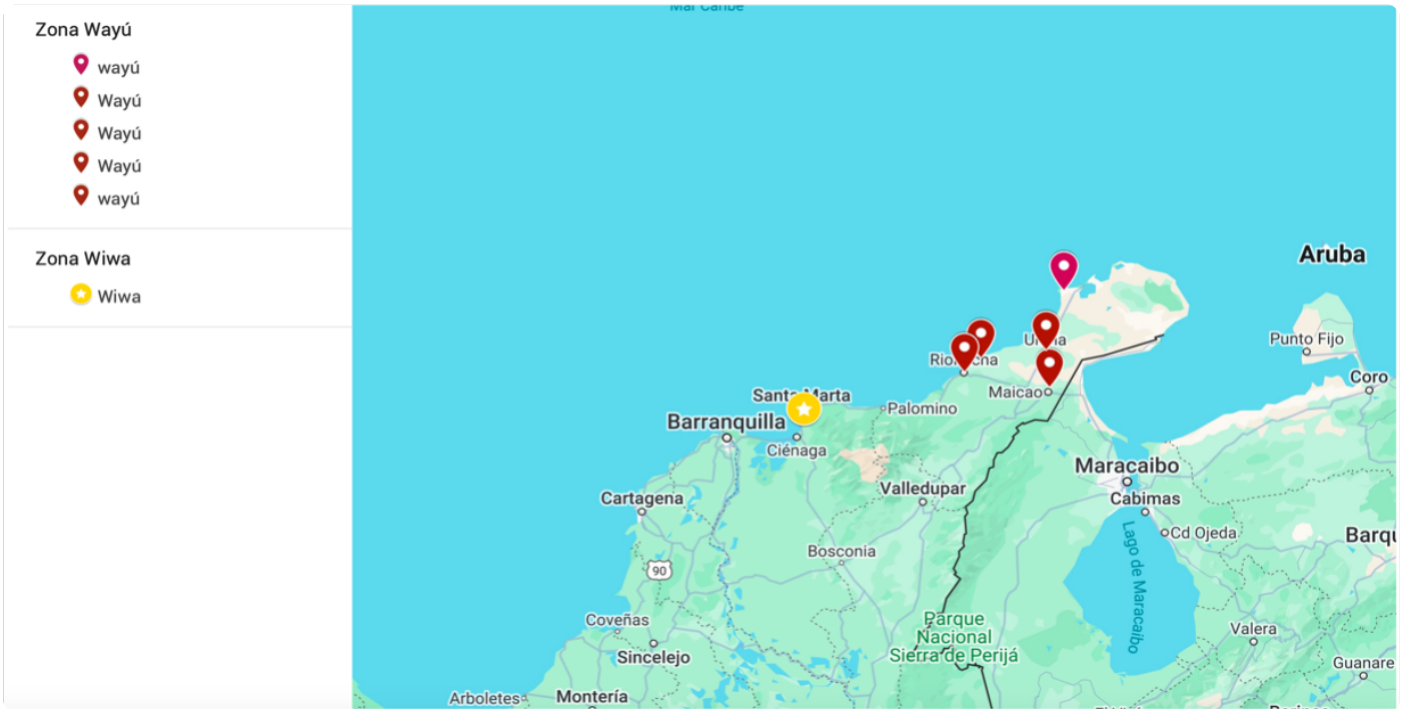 Zona Wayú
wayú
Wayú
Wayú
Wayú
wayú
Zona Wiwa
Wiwa
Mar Caribe
Aruba
Punto Fijo
Coro
Maicao
Santa Marta
Palomino
Barranquilla
Ciénaga
Maracaibo
Valledupar
Cabimas
Cartagena
Cd Ojeda
Bosconia
90
Lago de Maracaibo
Coveñas
Parque
Nacional
Sierra de Perijá
Valera
Sincelejo
Guanare
Arboletes
Montería